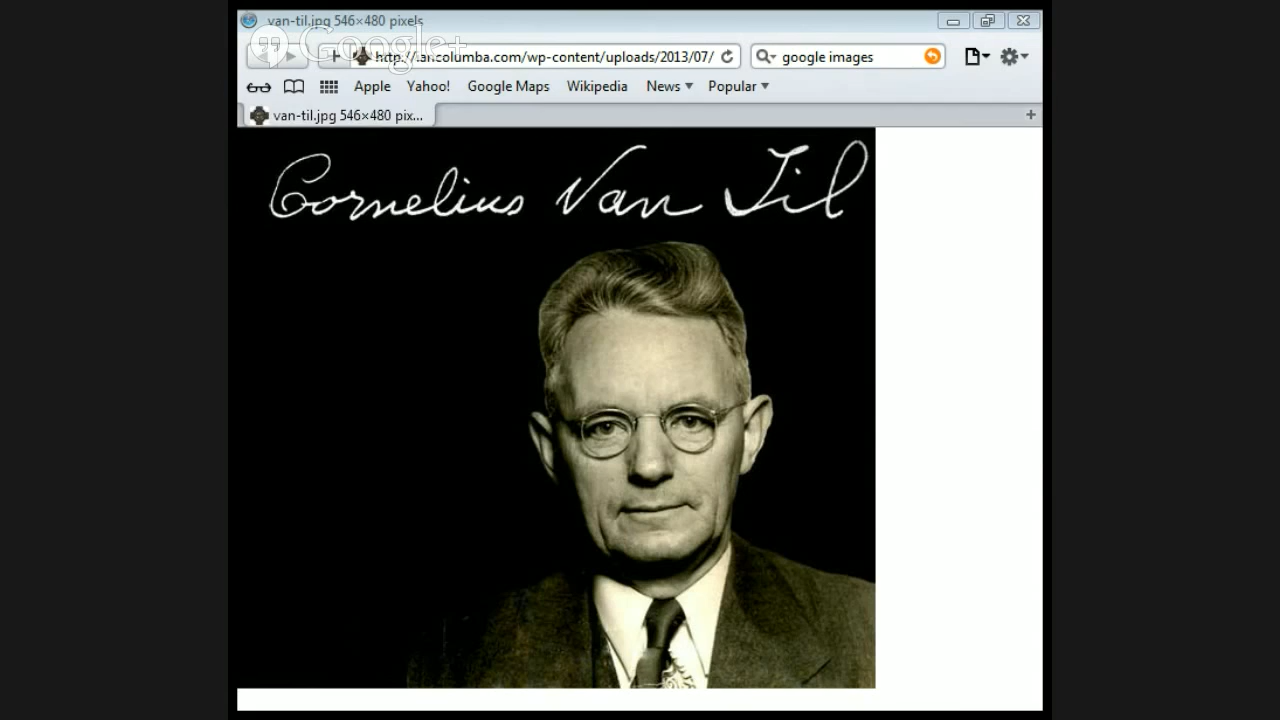 van-til.jpg 546×480 pixels
Google+
http://iancolumba.com/wp-content/uploads/2013/07/
google images
Apple Yahoo! Google Maps Wikipedia News Popular
van-til.jpg 546×480 pix...
Cornelius Van Til